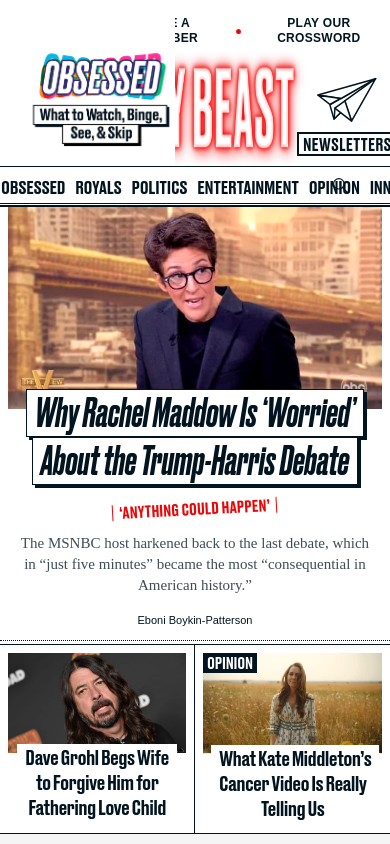 E A
BER
PLAY OUR
CROSSWORD
OBSESSED
What to Watch, Binge,
See, & Skip
Y BEAST
NEWSLETTERS
OBSESSED ROYALS POLITICS ENTERTAINMENT OPINION INN
THE VIEW
abc
Why Rachel Maddow Is ‘Worried’
About the Trump-Harris Debate
‘ANYTHING COULD HAPPEN’
The MSNBC host harkened back to the last debate, which
in “just five minutes” became the most “consequential in
American history.”
Eboni Boykin-Patterson
OPINION
Dave Grohl Begs Wife
to Forgive Him for
Fathering Love Child
What Kate Middleton’s
Cancer Video Is Really
Telling Us